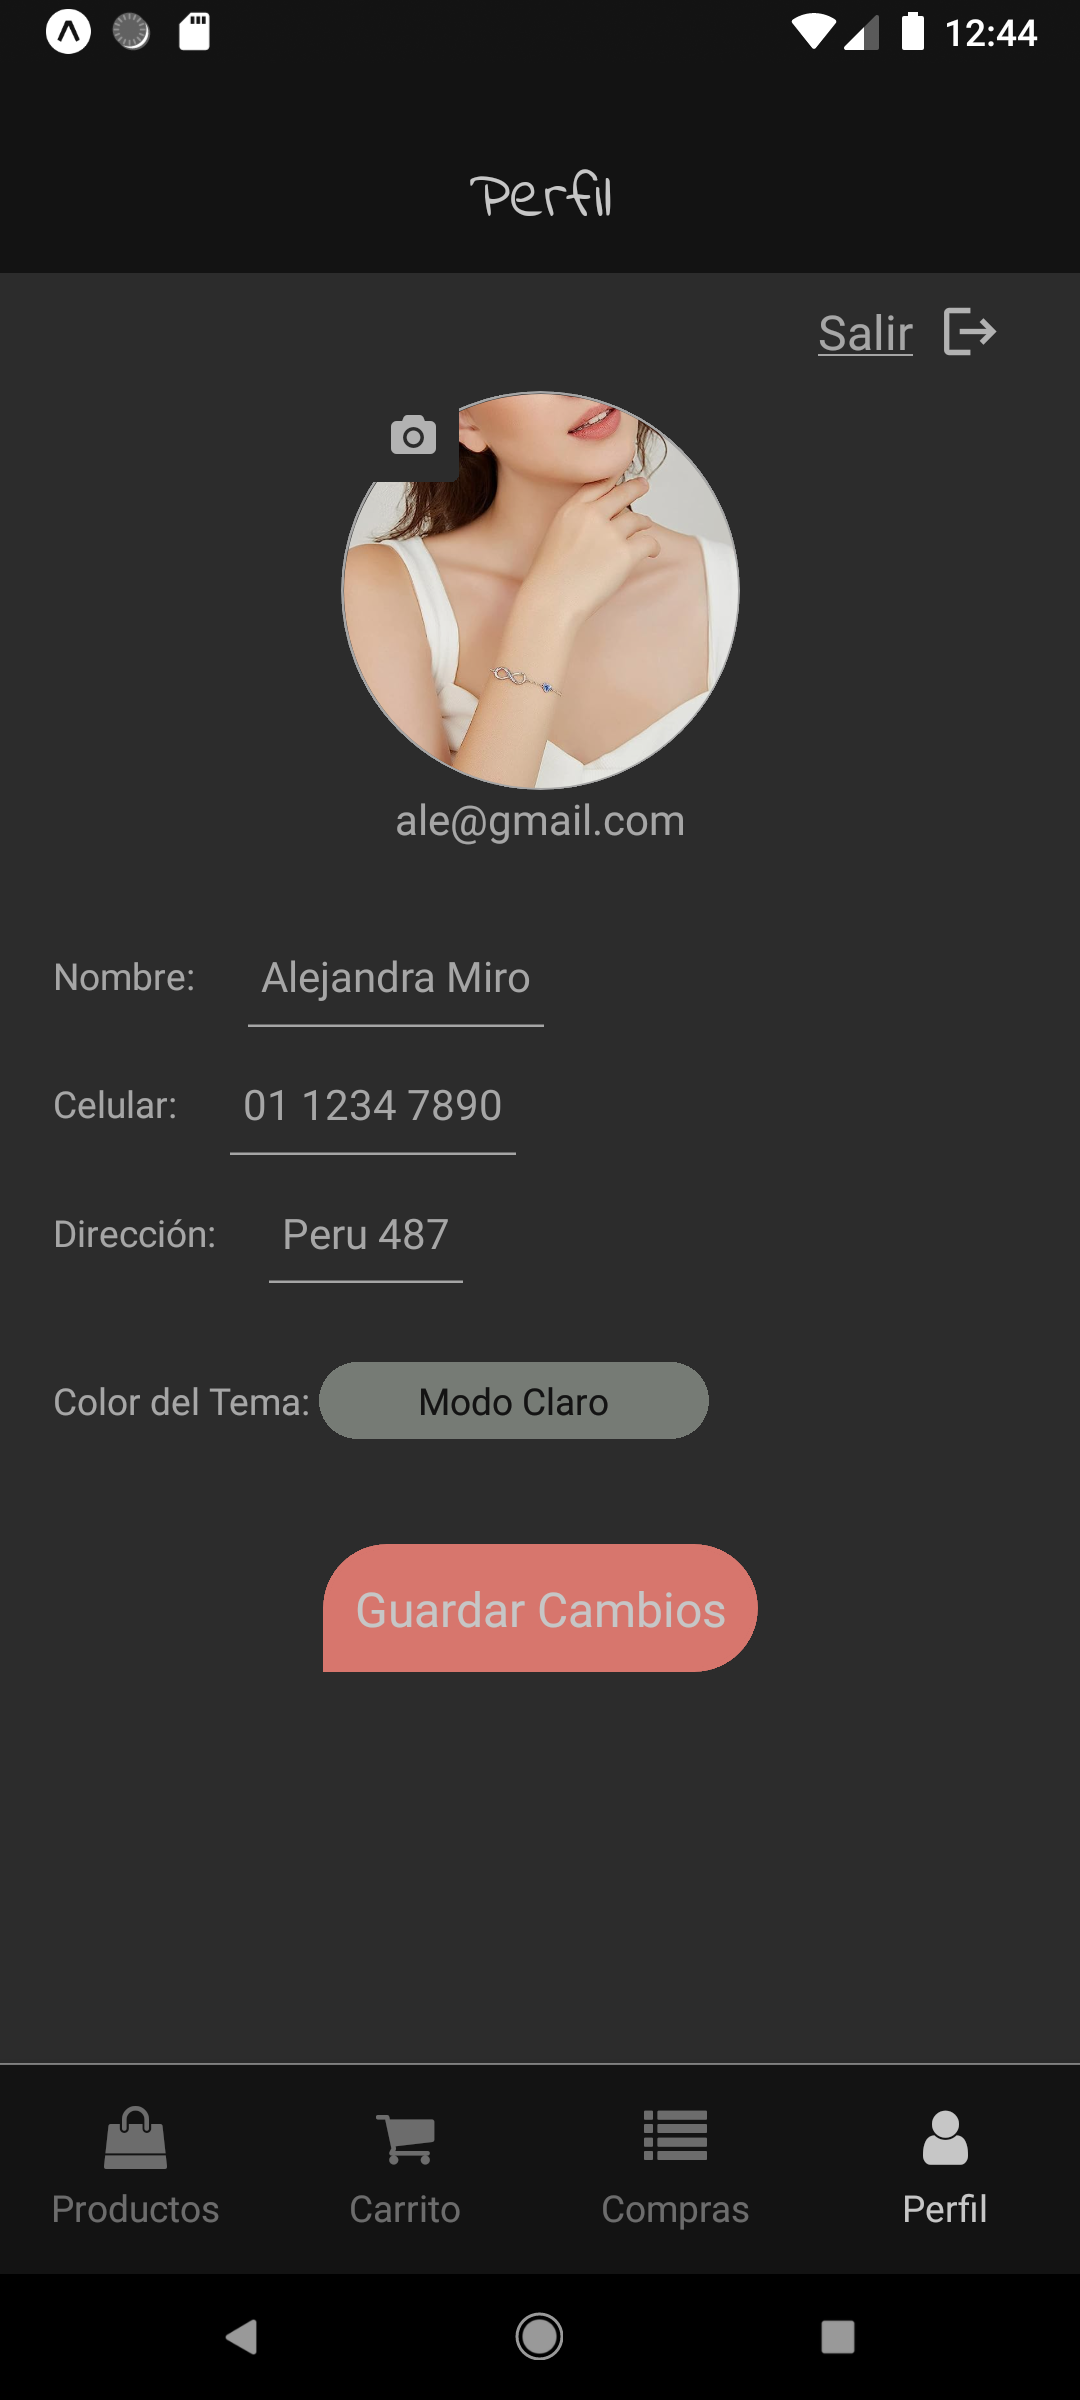 12:44
Perfil
Salir
ale@gmail.com
Nombre: Alejandra Miro
Celular: 01 1234 7890
Dirección: Peru 487
Color del Tema: Modo Claro
Guardar Cambios
Productos Carrito Compras Perfil